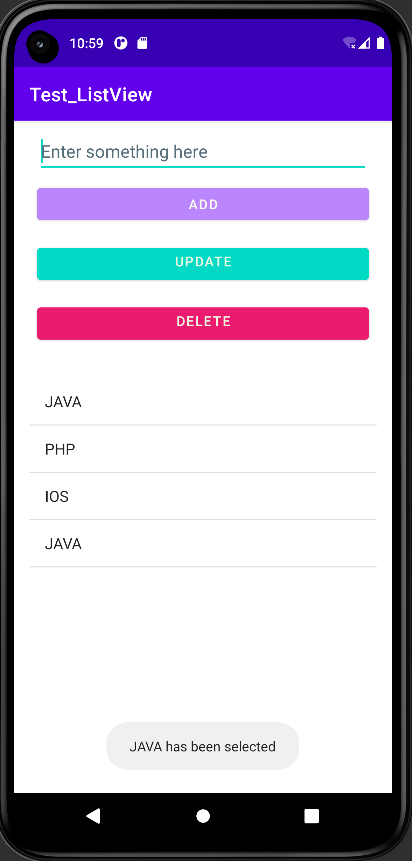 10:59
Test_ListView
Enter something here
ADD
UPDATE
DELETE
JAVA
PHP
IOS
JAVA
JAVA has been selected